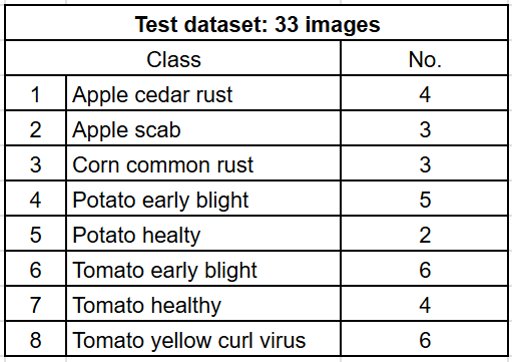 Test dataset: 33 images
Class No.
1 Apple cedar rust 4
2 Apple scab 3
3 Corn common rust 3
4 Potato early blight 5
5 Potato healty 2
6 Tomato early blight 6
7 Tomato healthy 4
8 Tomato yellow curl virus 6